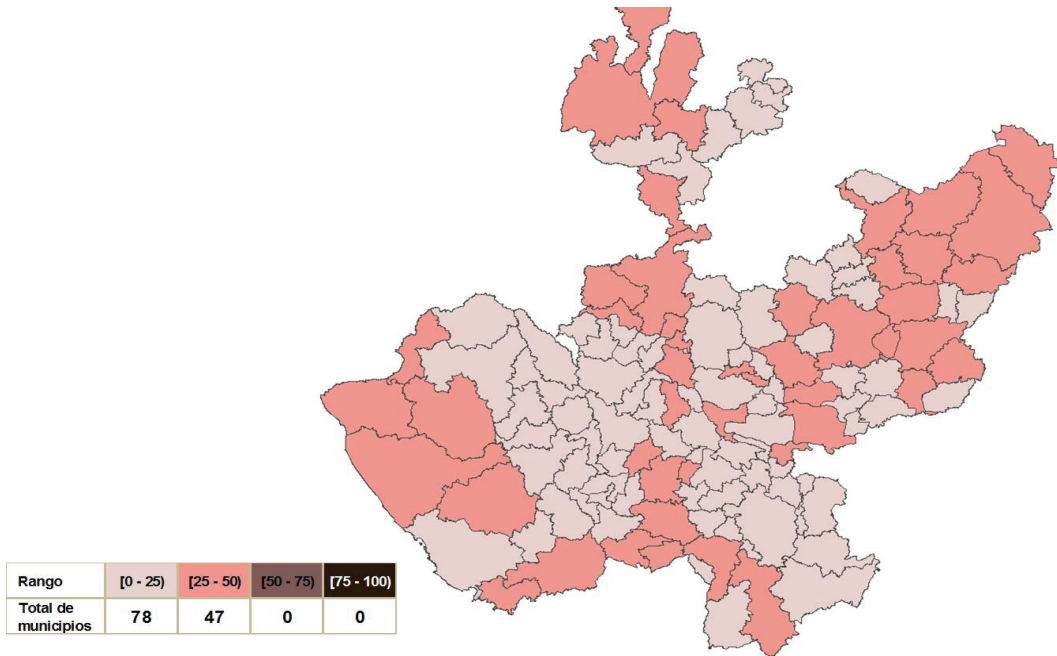 Rango [0 - 25) [25 - 50) [50 - 75) [75 - 100)
Total de municipios 78 47 0 0